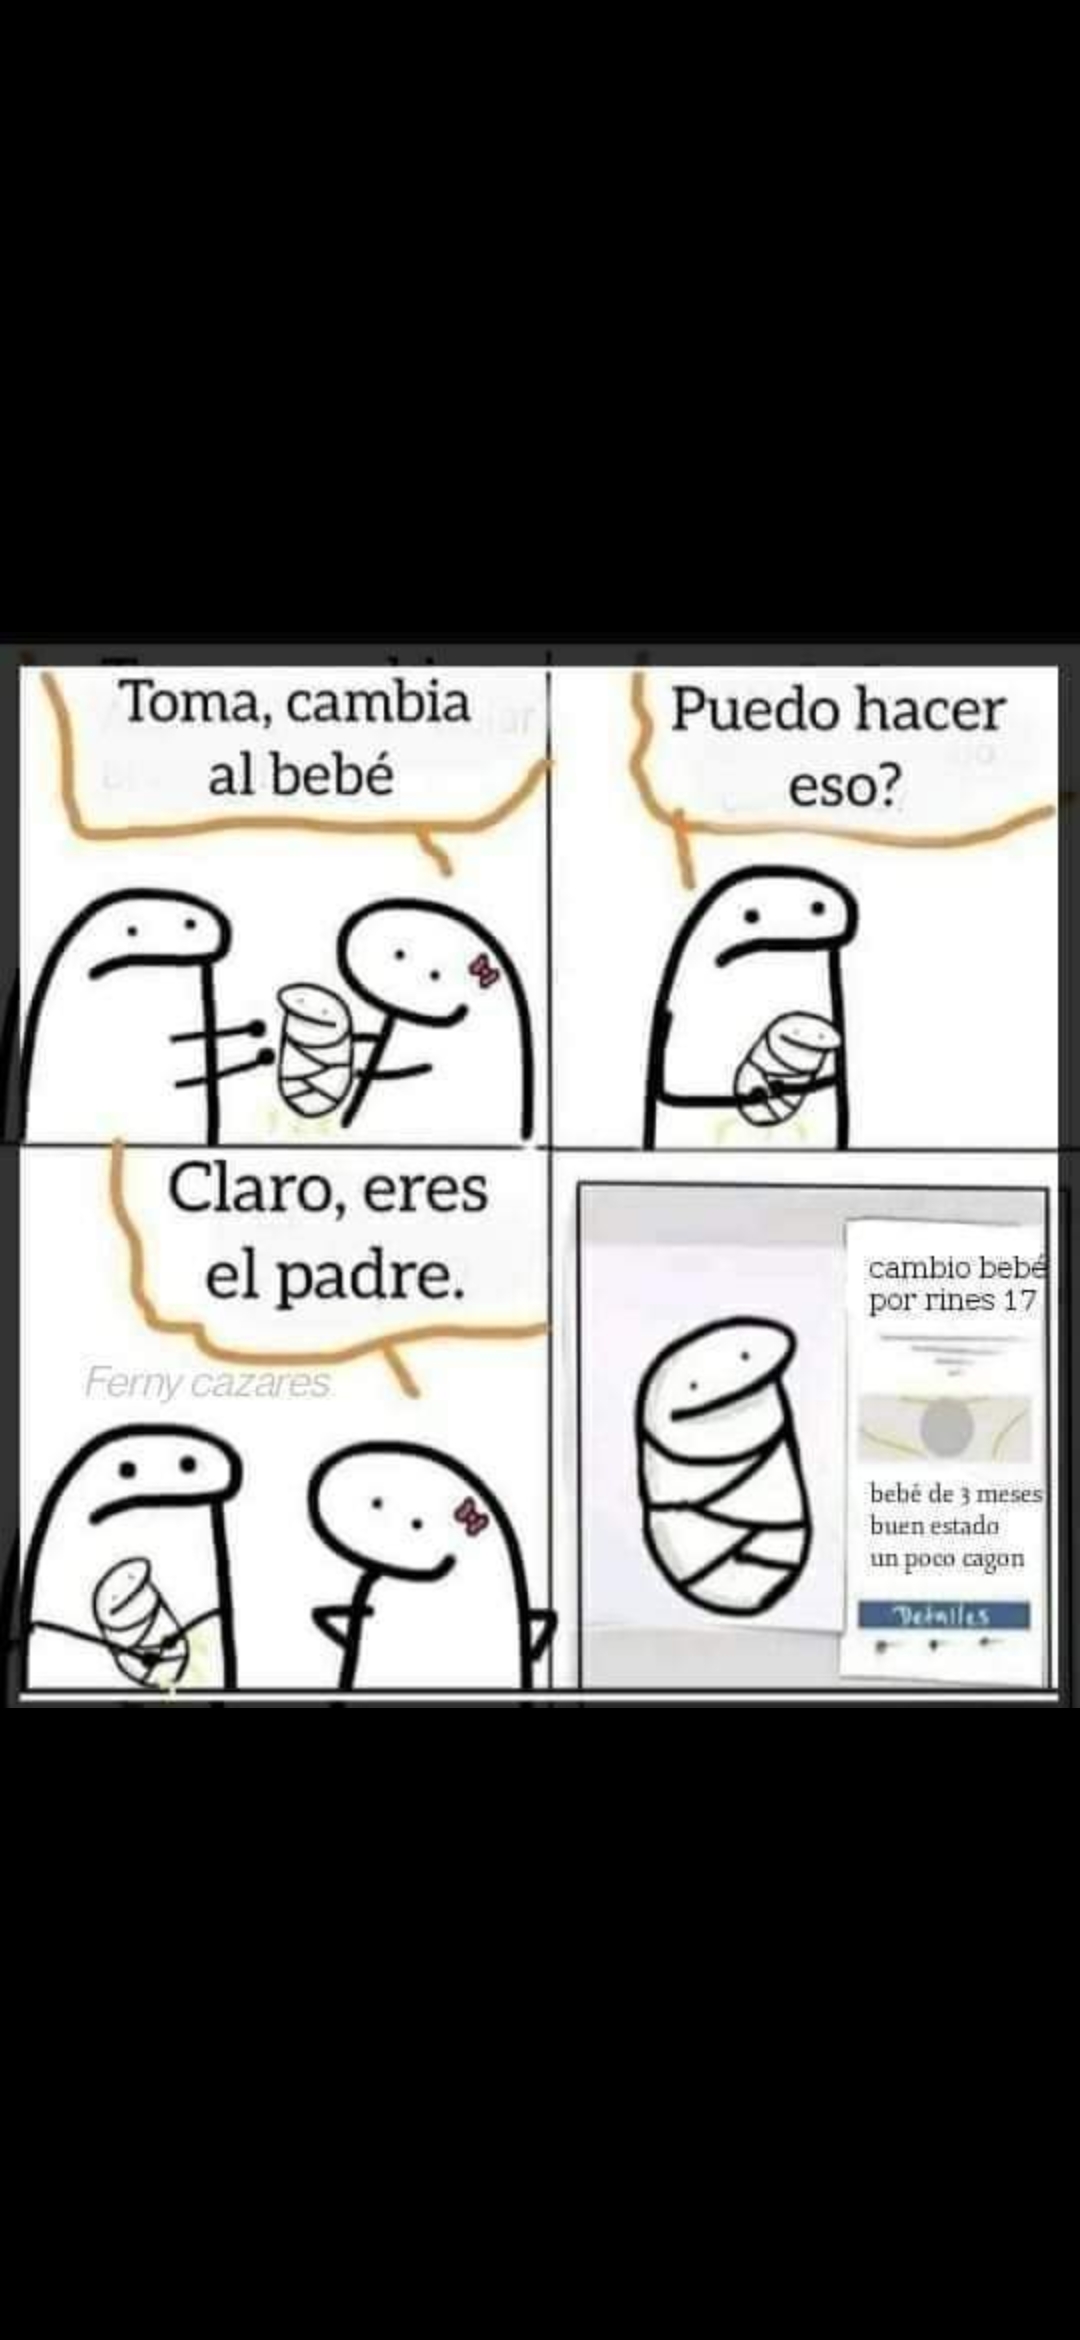 Toma, cambia
al bebé
Puedo hacer
eso?
Claro, eres
el padre.
Ferny cazares
cambio bebé
por rines 17
bebé de 3 meses
buen estado
un poco cagon
Detalles